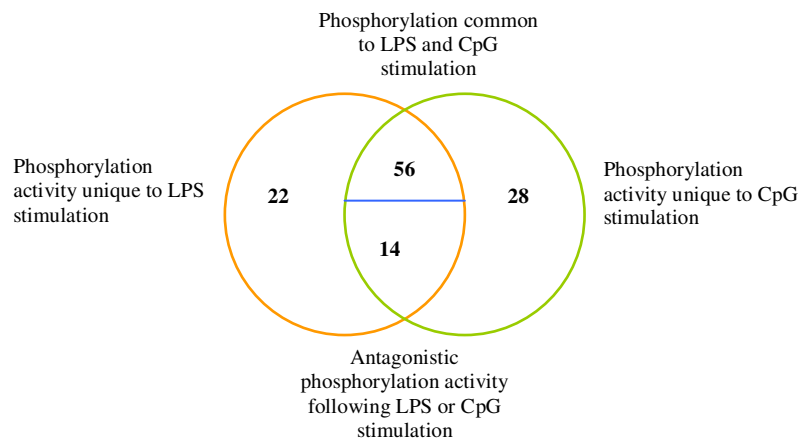 Phosphorylation common
to LPS and CpG
stimulation
Phosphorylation
activity unique to LPS
stimulation
22
56
28
14
Phosphorylation
activity unique to CpG
stimulation
Antagonistic
phosphorylation activity
following LPS or CpG
stimulation